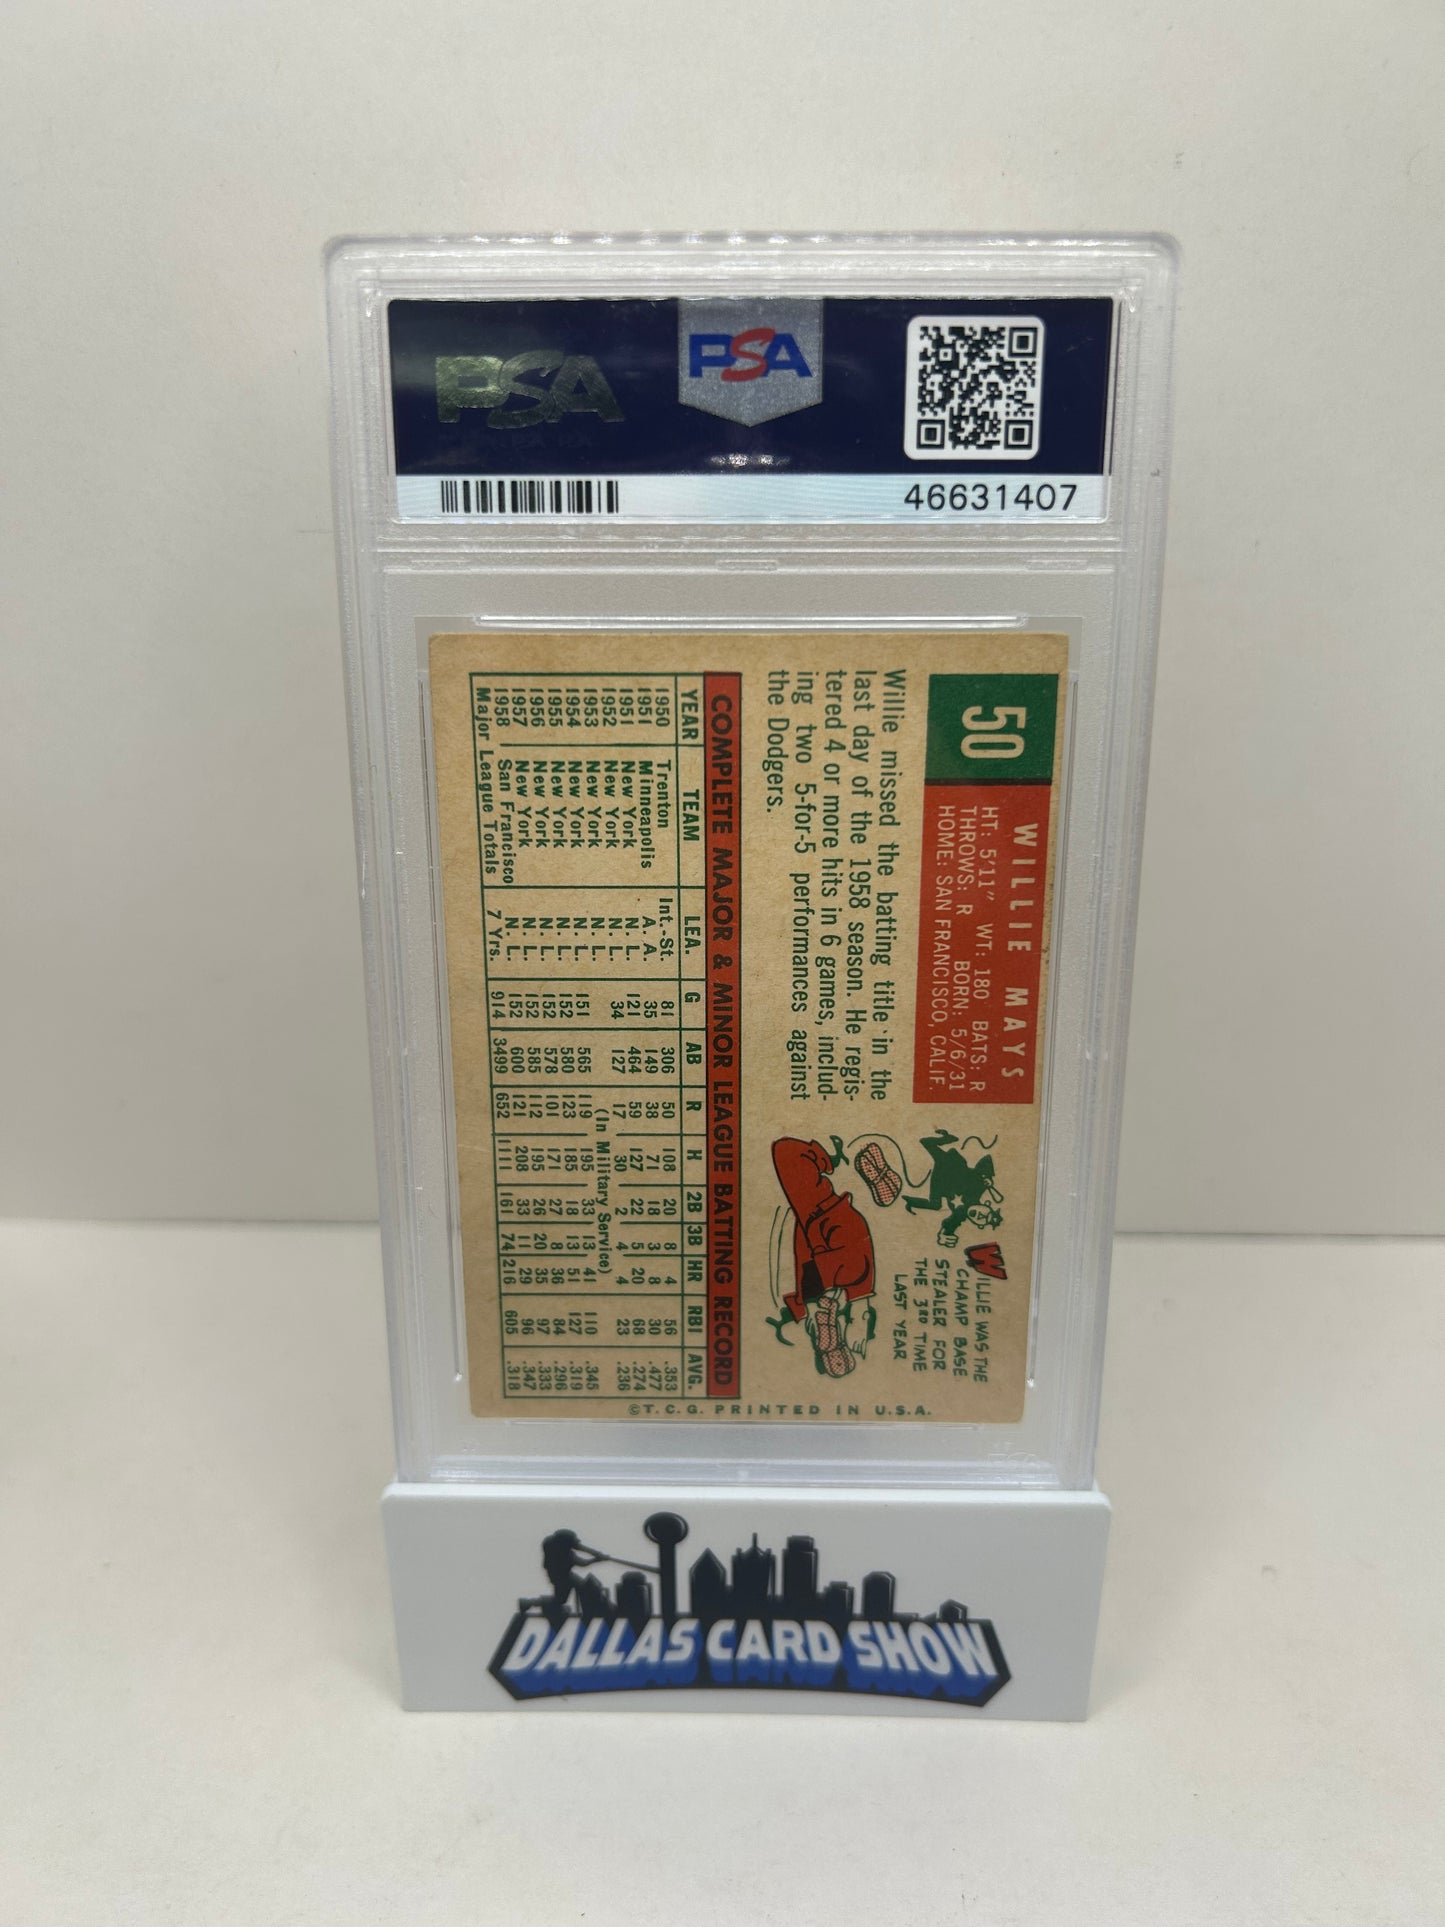 PSA
PSA
46631407
50
WILLIE MAYS
HT: 5'11" WT: 180 BATS: R
THROWS: R BORN: 5/6/31
HOME: SAN FRANCISCO, CALIF.
Willie missed the batting title in the
last day of the 1958 season. He regis-
tered 4 or more hits in 6 games, includ-
ing two 5-for-5 performances against
the Dodgers.
WILLIE WAS THE
CHAMP BASE
STEALER FOR
THE 3RD TIME
LAST YEAR
COMPLETE MAJOR & MINOR LEAGUE BATTING RECORD
YEAR TEAM LEA. G AB R H 2B 3B HR RBI AVG.
1950 Trenton Int.-St. 81 306 50 108 20 8 4 56 .353
1951 Minneapolis A. A. 35 149 38 71 18 3 8 30 .477
1951 New York N. L. 121 464 59 127 22 5 20 68 .274
1952 New York N. L. 34 127 17 30 2 4 4 23 .236
1953 New York N. L. (In Military Service)
1954 New York N. L. 151 565 119 195 33 13 41 110 .345
1955 New York N. L. 152 580 123 185 18 13 51 127 .319
1956 New York N. L. 152 578 101 171 27 8 36 84 .296
1957 New York N. L. 152 585 112 195 26 20 35 97 .333
1958 San Francisco N. L. 152 600 121 208 33 11 29 96 .347
Major League Totals 7 Yrs. 914 3499 652 1111 161 74 216 605 .318
©T. C. G. PRINTED IN U.S.A.
DALLAS CARD SHOW